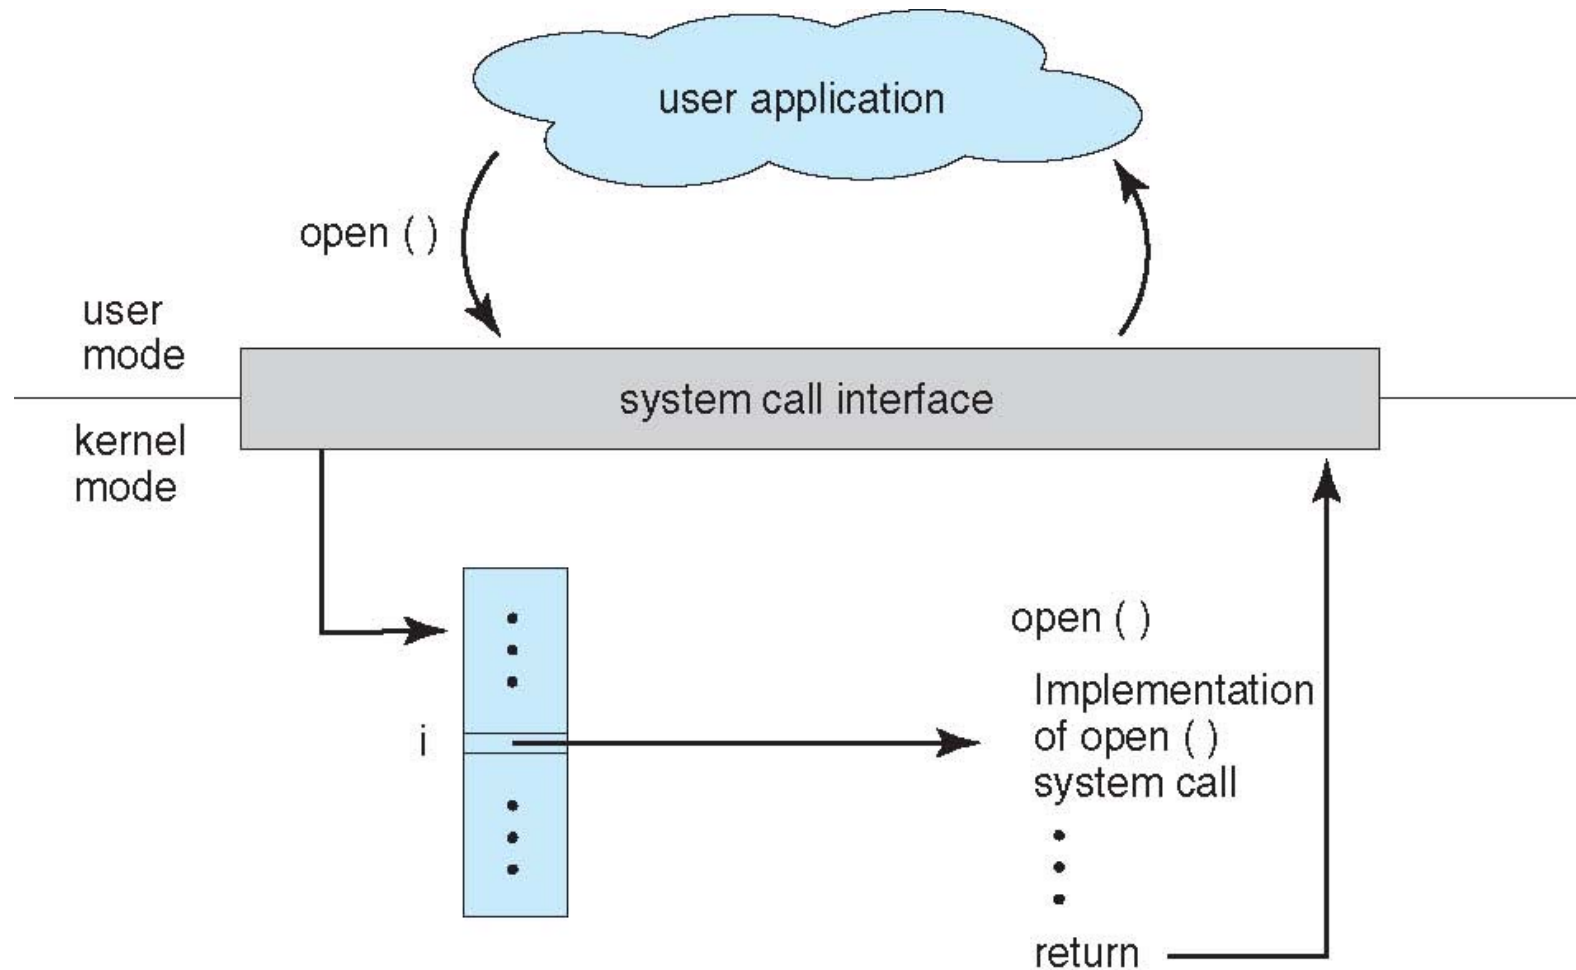 user application
open ( )
user
mode
system call interface
kernel
mode
open ( )
Implementation
of open ( )
system call
i
return